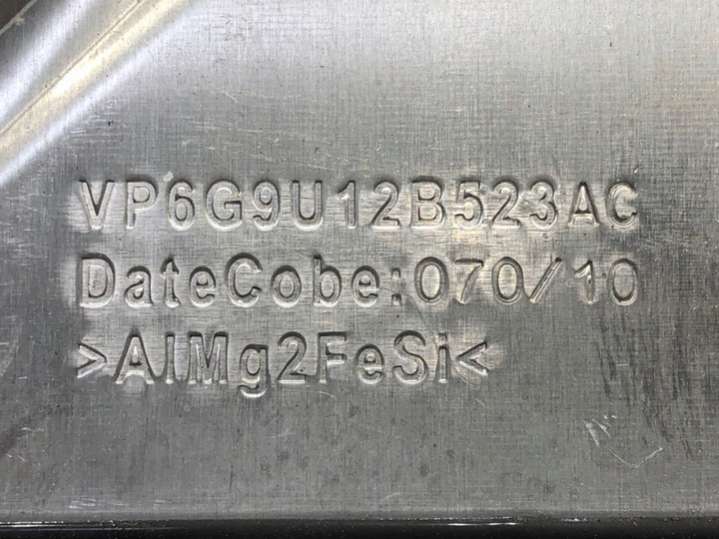 VP6G9U12B523AC
DateCobe:070/10
>AlMg2FeSi<